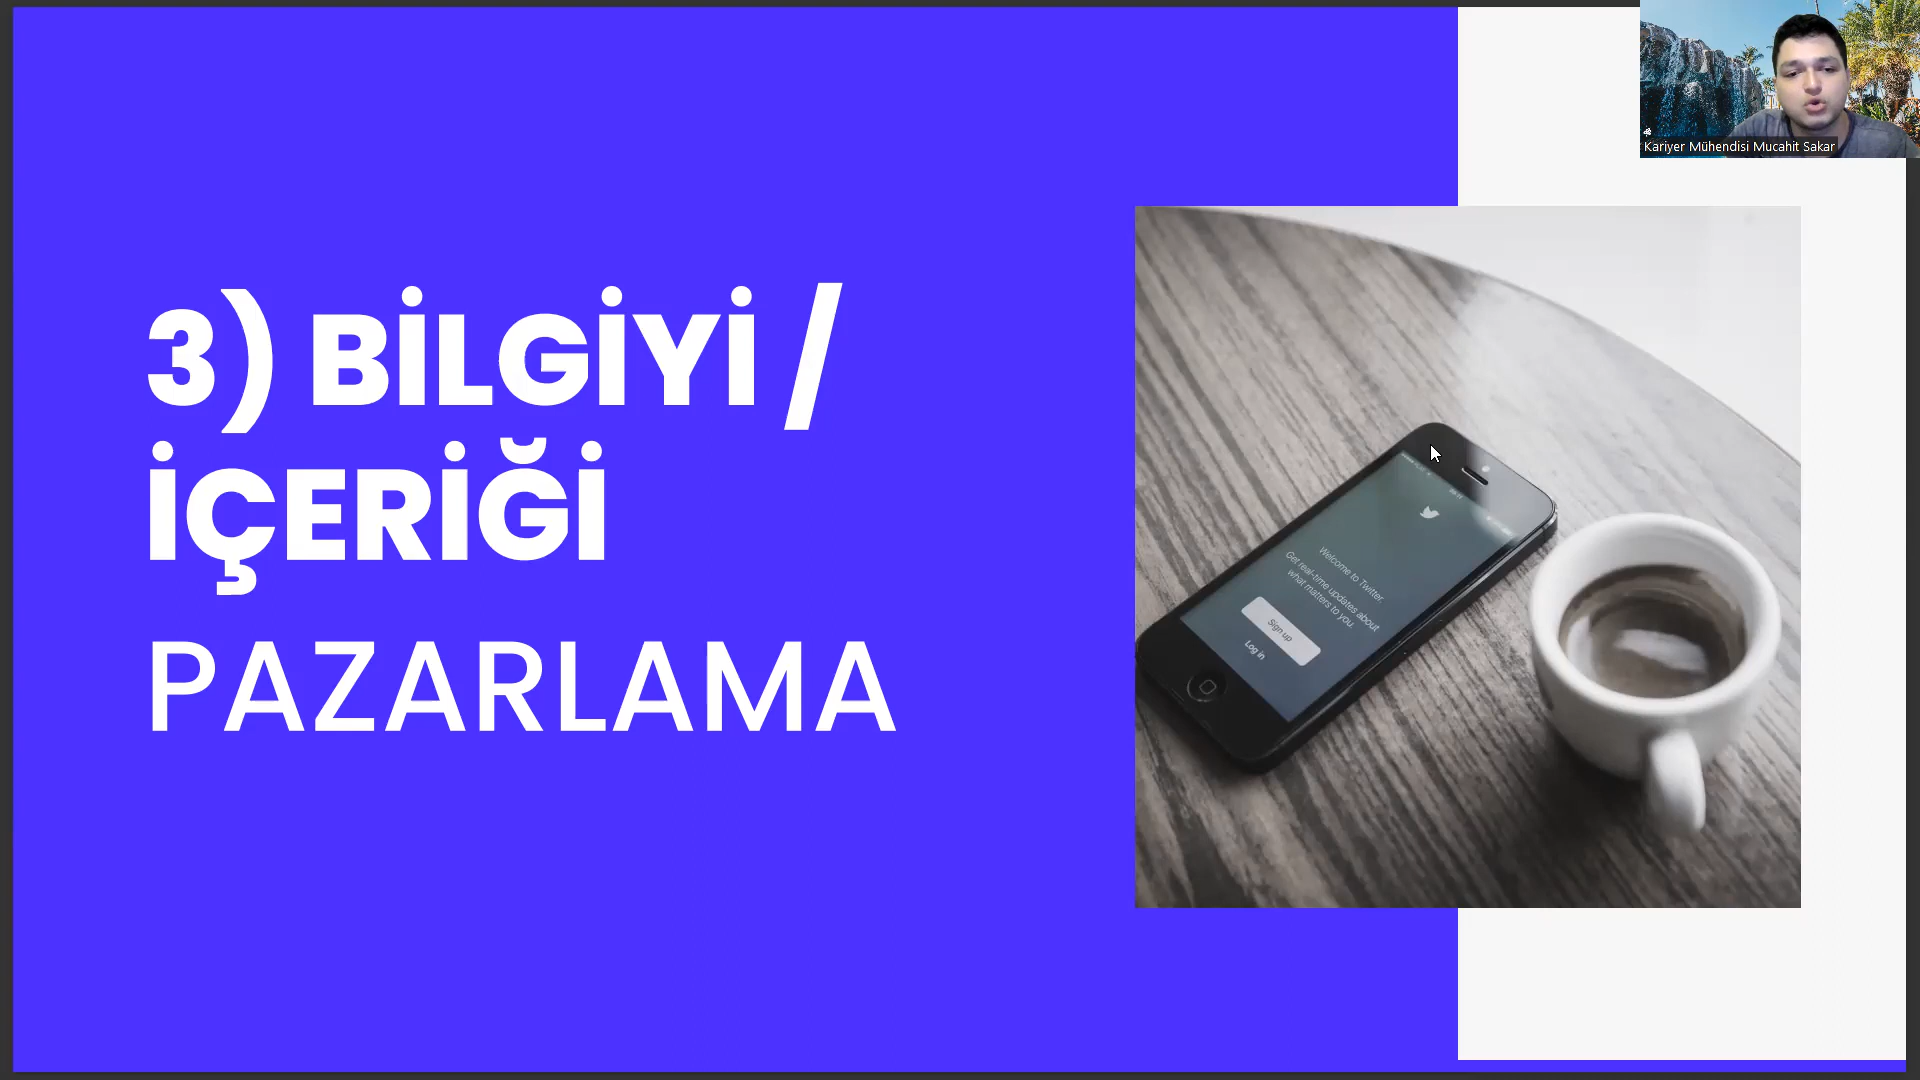 3) BİLGİYİ /
İÇERİĞİ
PAZARLAMA
Kariyer Mühendisi Mucahit Sakar
Welcome to Twitter.
Get real-time updates about
what matters to you.
Sign up
Log in